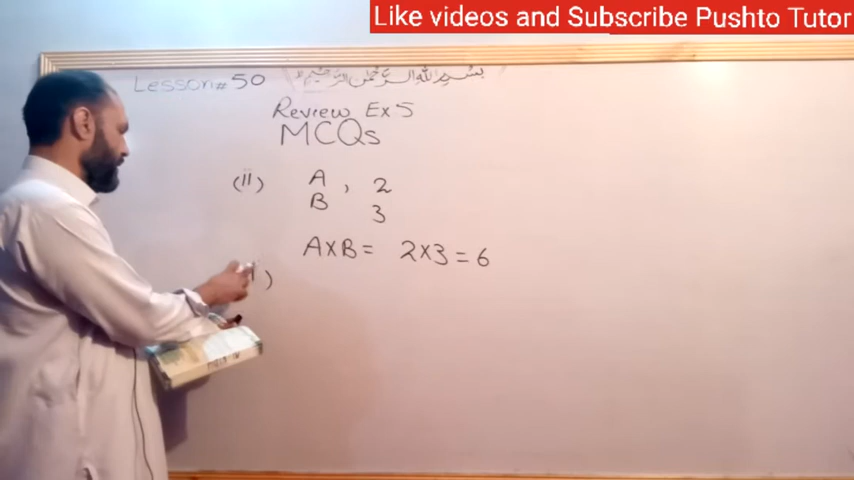 Like videos and Subscribe Pushto Tutor
Lesson# 50
بسم الله الرحمن الرحيم
Review Ex 5
MCQs
(ii) A , 2
B 3
AxB = 2x3 = 6
)